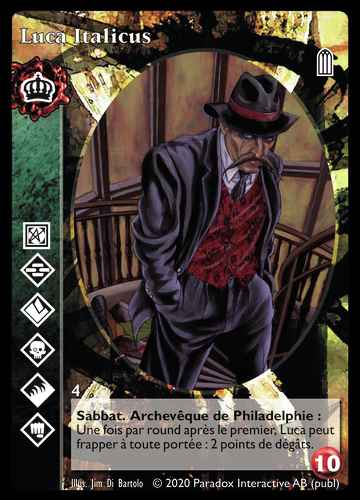 Luca Italicus
4
Sabbat. Archevêque de Philadelphie :
Une fois par round après le premier, Luca peut
frapper à toute portée : 2 points de dégâts.
10
Illus. Jim Di Bartolo © 2020 Paradox Interactive AB (publ)